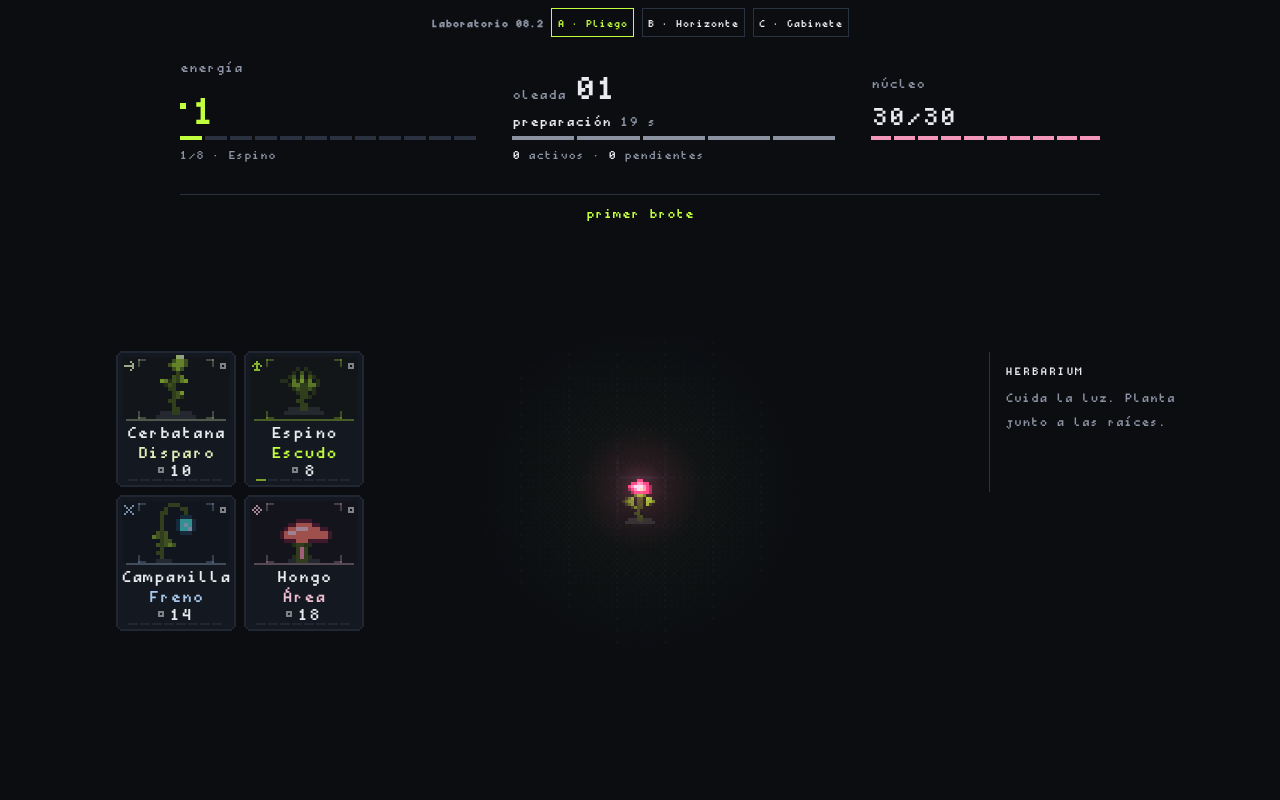 Laboratorio 08.2 A · Pliego B · Horizonte C · Gabinete
energía
1
1/8 · Espino
oleada 01
preparación 19 s
0 activos · 0 pendientes
núcleo
30/30
primer brote
Cerbatana
Disparo
10
Espino
Escudo
8
Campanilla
Freno
14
Hongo
Área
18
HERBARIUM
Cuida la luz. Planta
junto a las raíces.